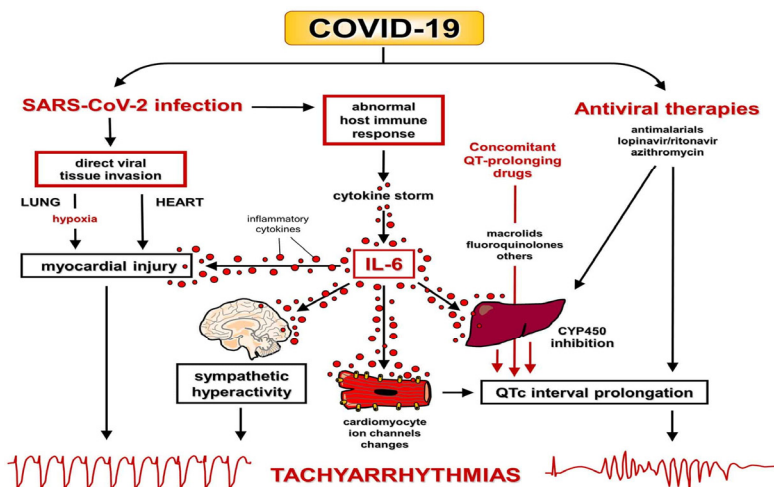 COVID-19
SARS-CoV-2 infection
abnormal
host immune
response
Antiviral therapies
antimalarials
lopinavir/ritonavir
azithromycin
direct viral
tissue invasion
Concomitant
QT-prolonging
drugs
cytokine storm
LUNG
HEART
hypoxia
inflammatory
cytokines
macrolids
fluoroquinolones
others
myocardial injury
IL-6
CYP450
inhibition
sympathetic
hyperactivity
QTc interval prolongation
cardiomyocyte
ion channels
changes
TACHYARRHYTHMIAS